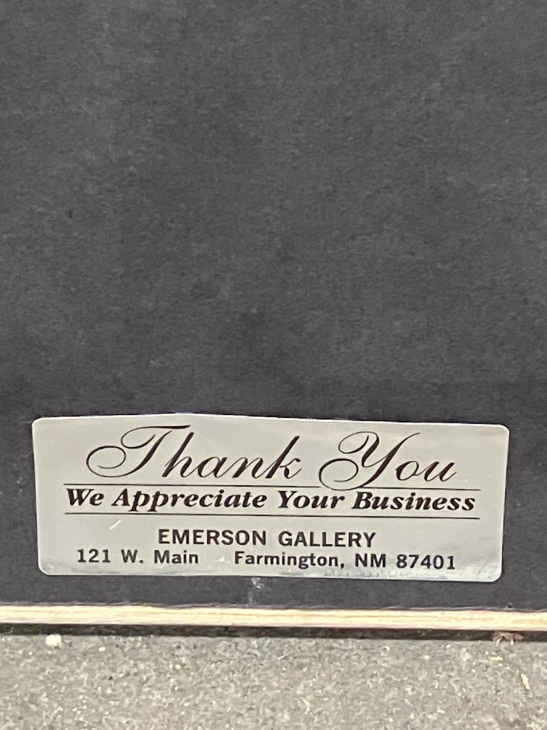 Thank You
We Appreciate Your Business
EMERSON GALLERY
121 W. Main Farmington, NM 87401